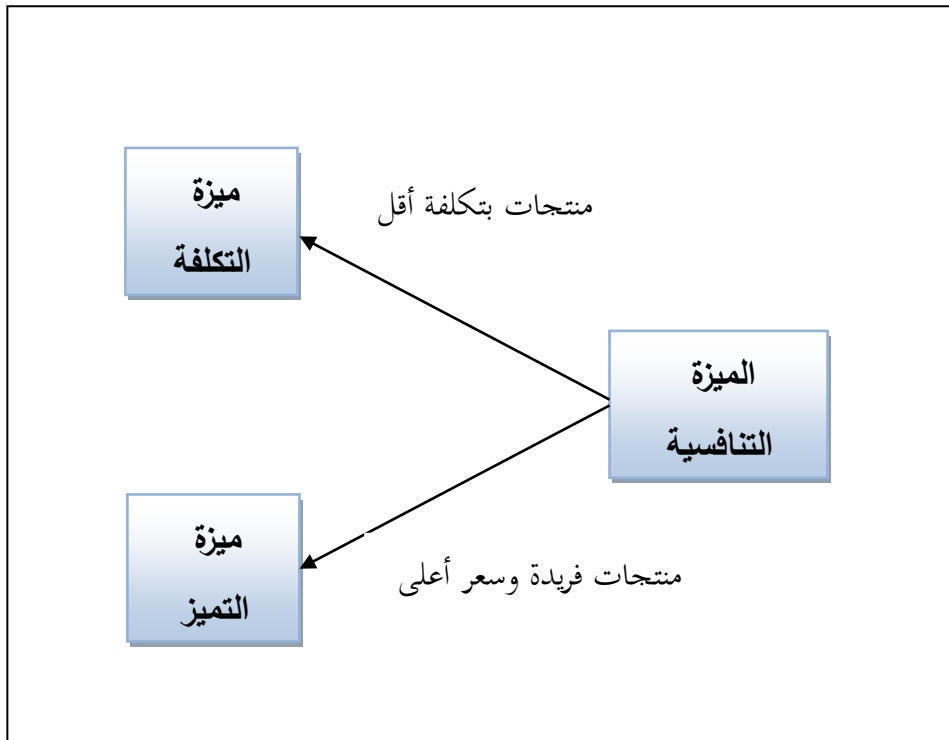 ميزة
التكلفة
منتجات بتكلفة أقل
الميزة
التنافسية
ميزة
التميز
منتجات فريدة وسعر أعلى